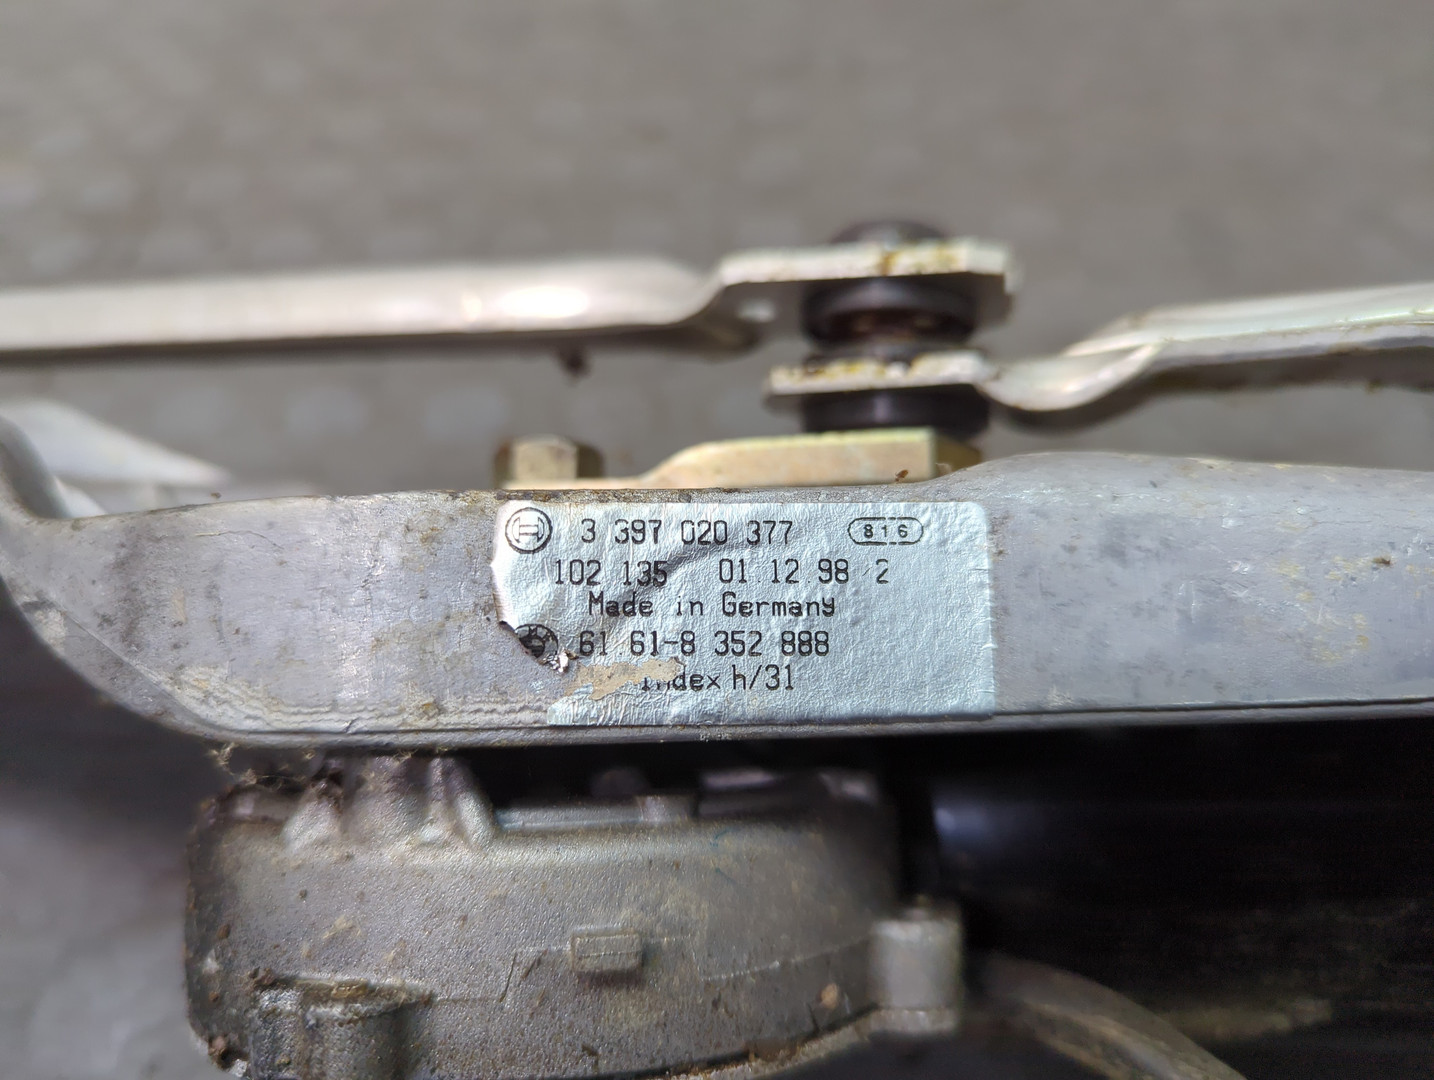 3 397 020 377 816
102 135 01.12.98 2
Made in Germany
61 61-8 352 888
Index h/31